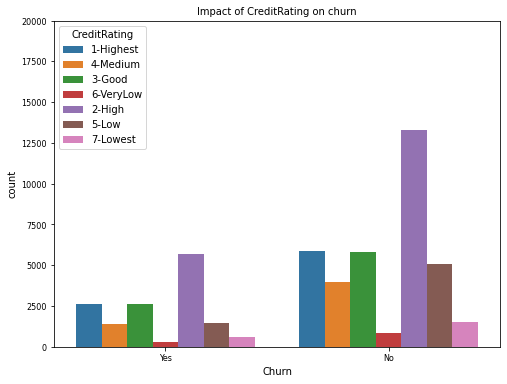 Impact of CreditRating on churn
CreditRating
1-Highest
4-Medium
3-Good
6-VeryLow
2-High
5-Low
7-Lowest
20000
17500
15000
12500
10000
7500
5000
2500
0
count
Yes
No
Churn